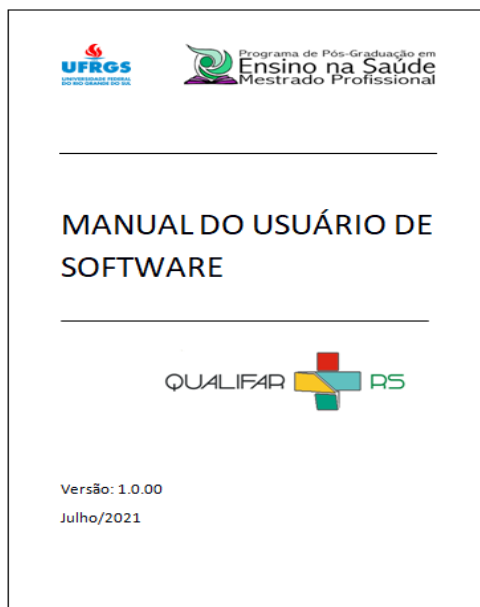 UFRGS
UNIVERSIDADE FEDERAL
DO RIO GRANDE DO SUL
Programa de Pós-Graduação em
Ensino na Saúde
Mestrado Profissional
MANUAL DO USUÁRIO DE
SOFTWARE
QUALIFAR RS
Versão: 1.0.00
Julho/2021